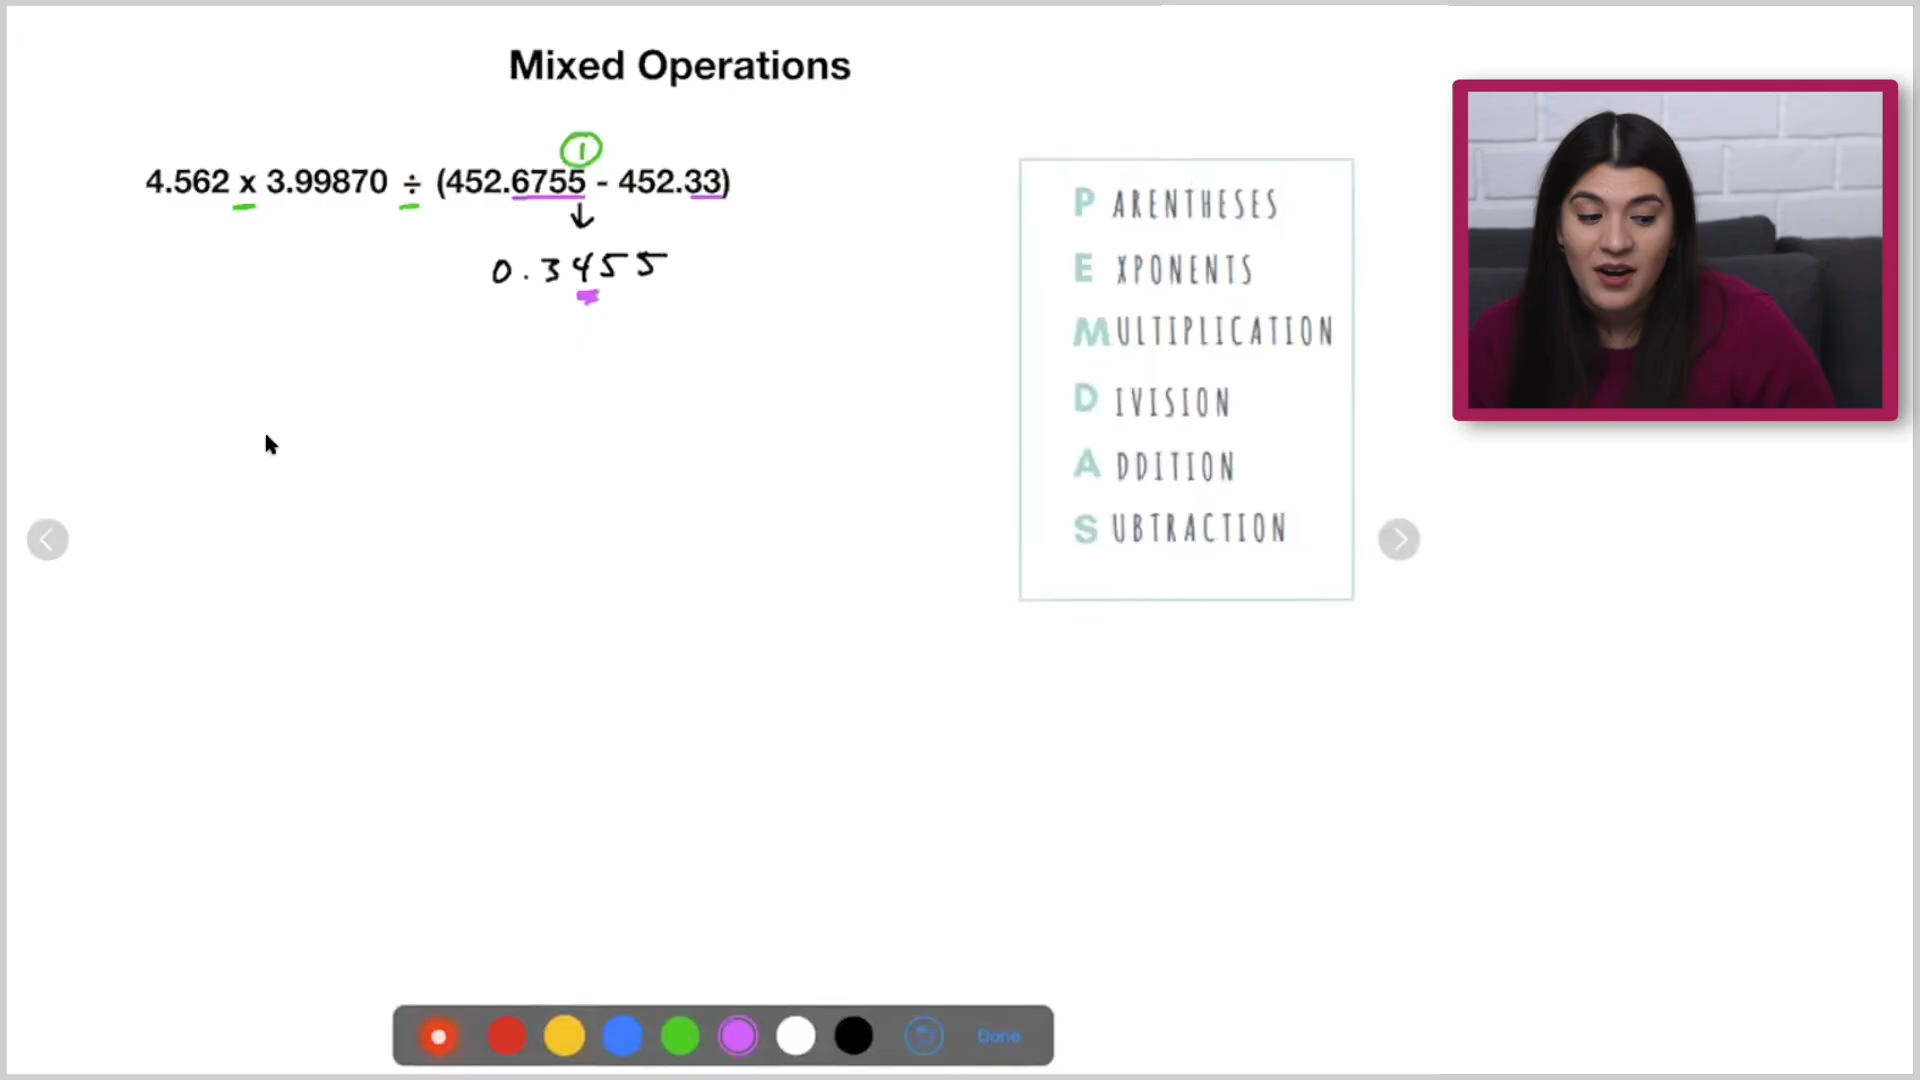 Mixed Operations
1
4.562 x 3.99870 ÷ (452.6755 - 452.33)
0.3455
PARENTHESES
EXPONENTS
MULTIPLICATION
DIVISION
ADDITION
SUBTRACTION
Done